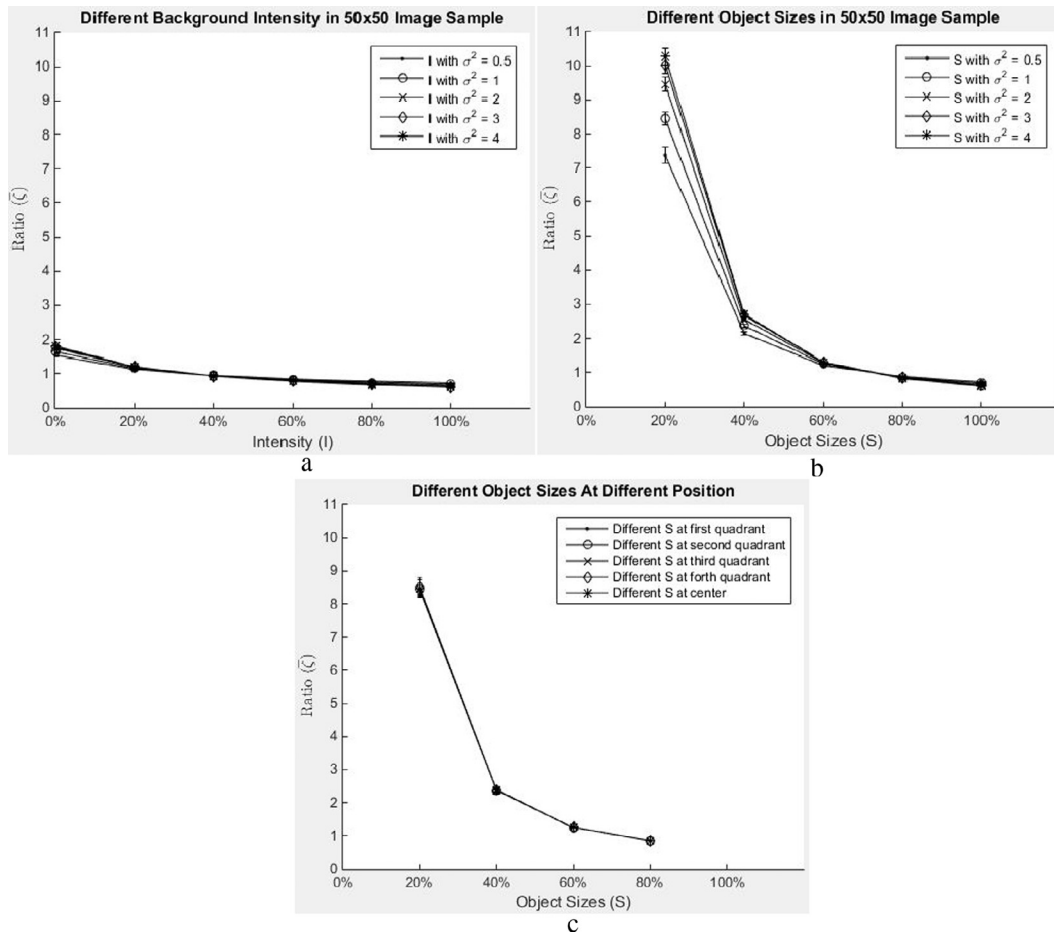 Different Background Intensity in 50x50 Image Sample
11
10
9
8
7
6
5
4
3
2
1
0
Ratio (ζ̄)
I with σ² = 0.5
I with σ² = 1
I with σ² = 2
I with σ² = 3
I with σ² = 4
0% 20% 40% 60% 80% 100%
Intensity (I)
a
Different Object Sizes in 50x50 Image Sample
11
10
9
8
7
6
5
4
3
2
1
0
Ratio (ζ̄)
S with σ² = 0.5
S with σ² = 1
S with σ² = 2
S with σ² = 3
S with σ² = 4
0% 20% 40% 60% 80% 100%
Object Sizes (S)
b
Different Object Sizes At Different Position
11
10
9
8
7
6
5
4
3
2
1
0
Ratio (ζ̄)
Different S at first quadrant
Different S at second quadrant
Different S at third quadrant
Different S at forth quadrant
Different S at center
0% 20% 40% 60% 80% 100%
Object Sizes (S)
c